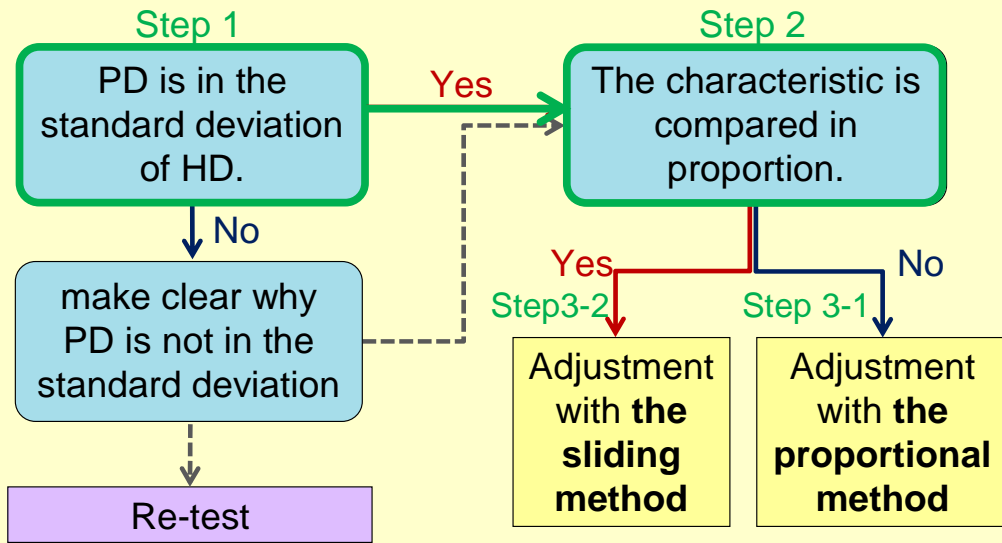 Step 1
PD is in the
standard deviation
of HD.
Yes
Step 2
The characteristic is
compared in
proportion.
No
make clear why
PD is not in the
standard deviation
Re-test
Yes
Step3-2
Adjustment
with the
sliding
method
No
Step 3-1
Adjustment
with the
proportional
method